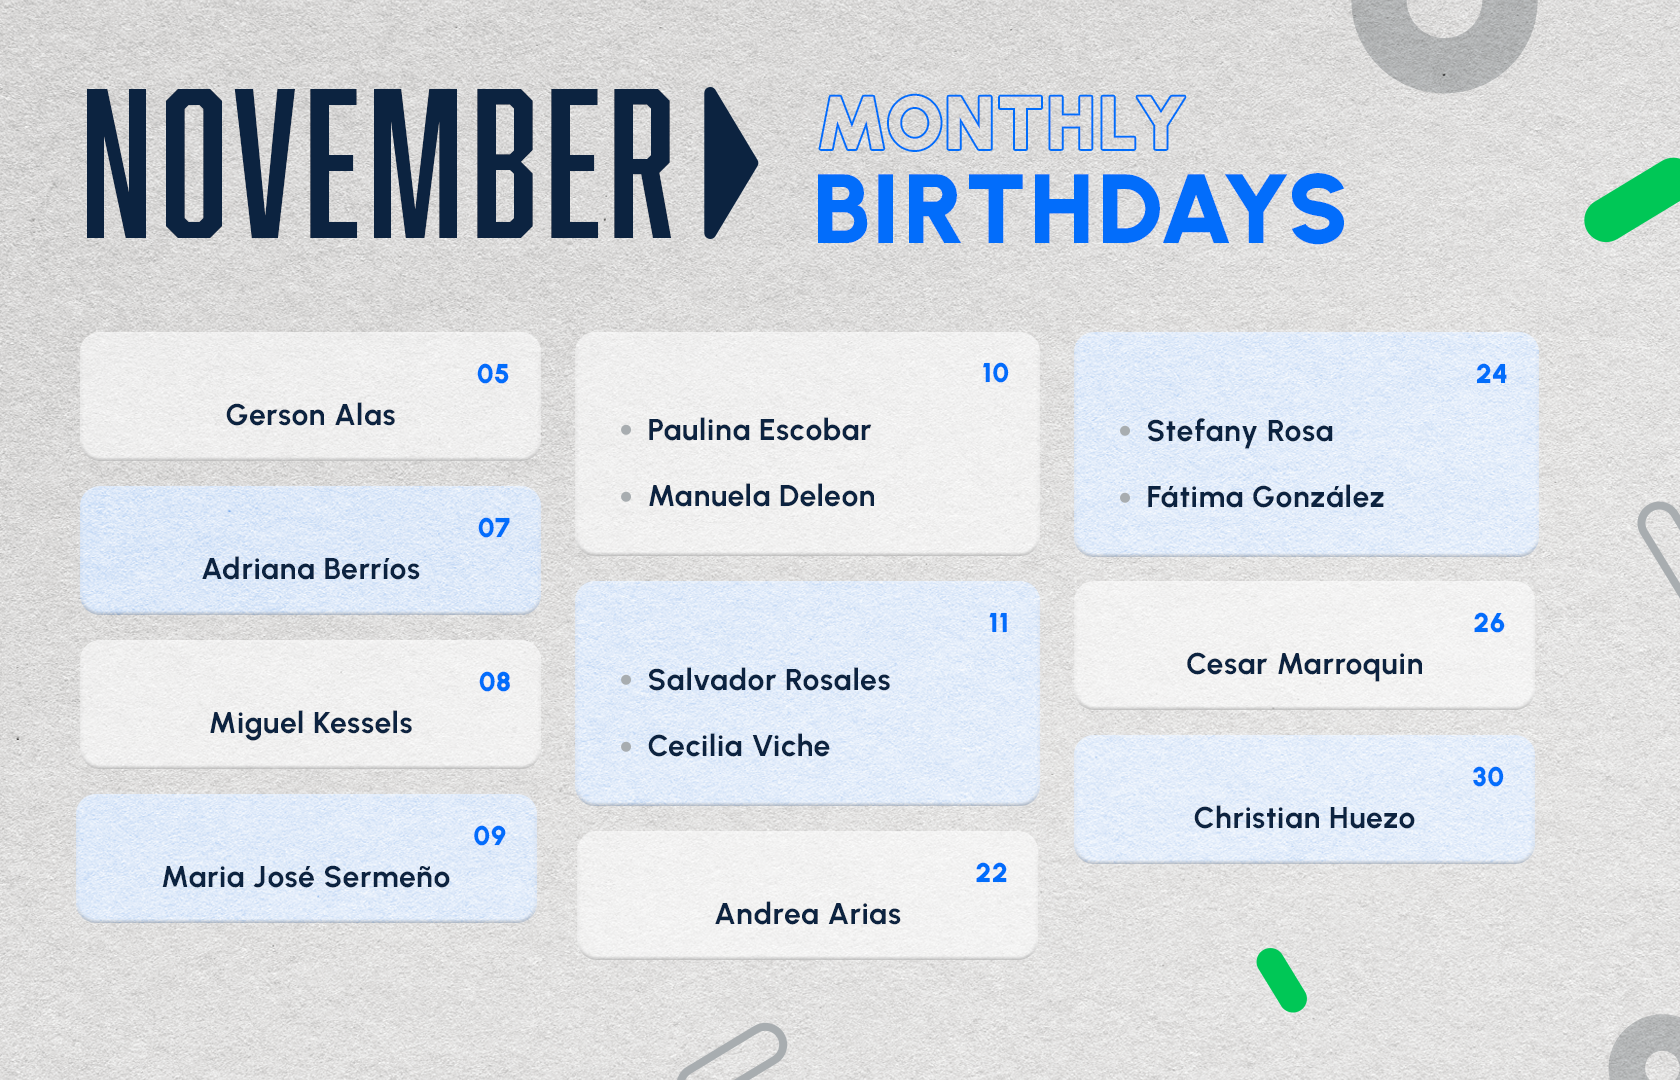 NOVEMBER
MONTHLY
BIRTHDAYS
05
Gerson Alas
07
Adriana Berríos
08
Miguel Kessels
09
Maria José Sermeño
10
Paulina Escobar
Manuela Deleon
11
Salvador Rosales
Cecilia Viche
22
Andrea Arias
24
Stefany Rosa
Fátima González
26
Cesar Marroquin
30
Christian Huezo